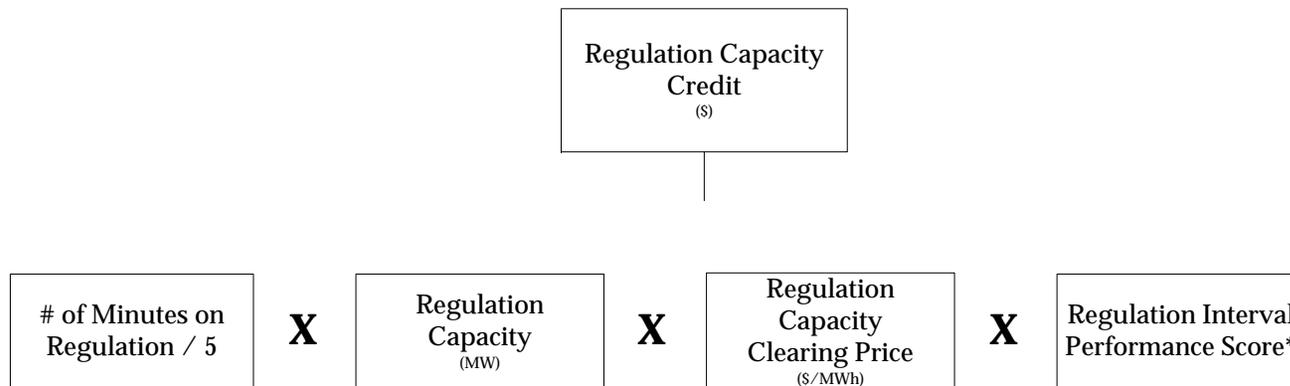 Regulation Capacity
Credit
($)
# of Minutes on
Regulation / 5
X
Regulation
Capacity
(MW)
X
Regulation
Capacity
Clearing Price
($/MWh)
X
Regulation Interval
Performance Score*